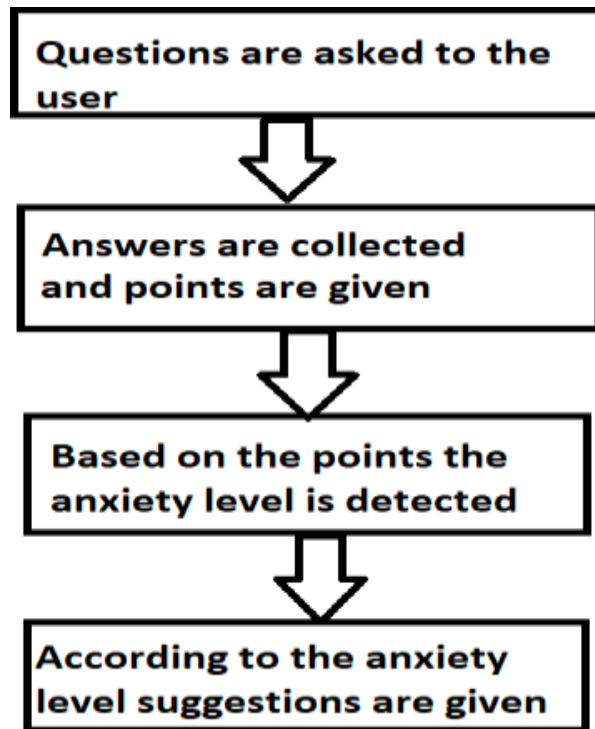 Questions are asked to the
user
Answers are collected
and points are given
Based on the points the
anxiety level is detected
According to the anxiety
level suggestions are given